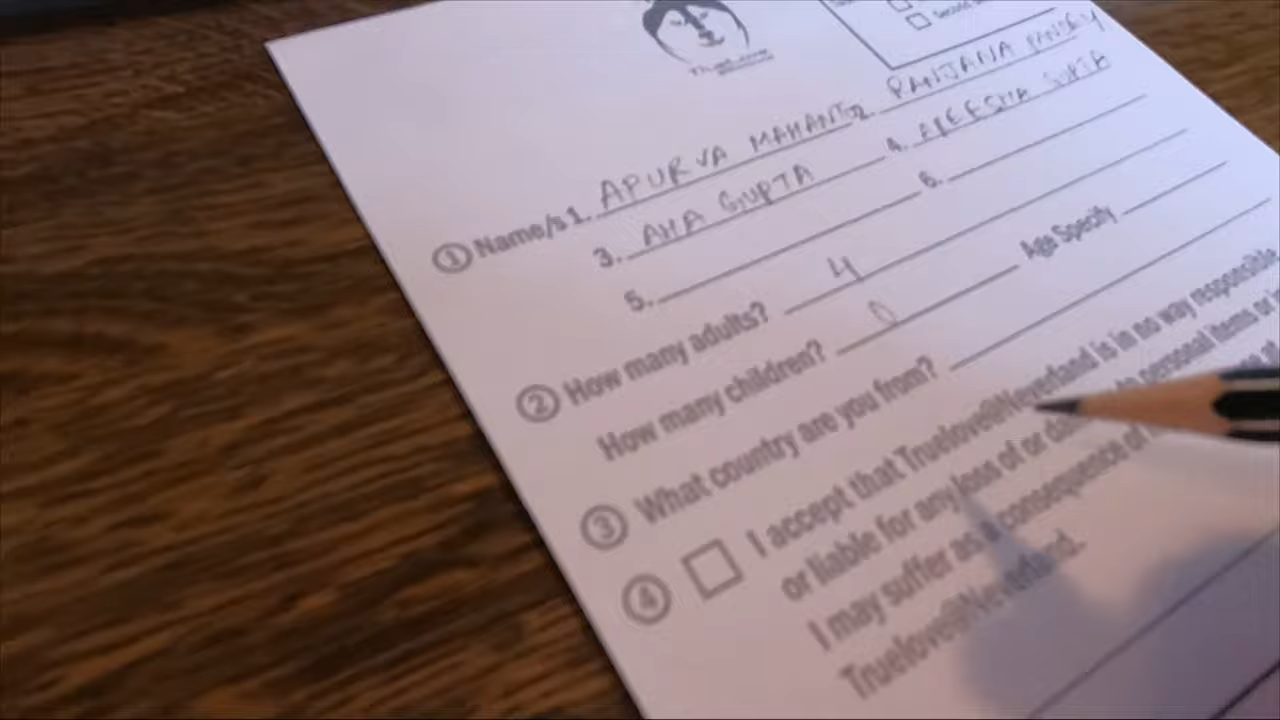 Second
① Name/s 1. APURVA MAHANT 2. RANJANA PANDEY
3. AHA GUPTA 4. APEESHA GUPTA
5. 6.
② How many adults? 4
How many children? 0 Age Specify
③ What country are you from?
④ I accept that Truelove@Neverland is in no way responsible
or liable for any loss of or to personal items or
I may suffer as a consequence of
Truelove@Neverland.